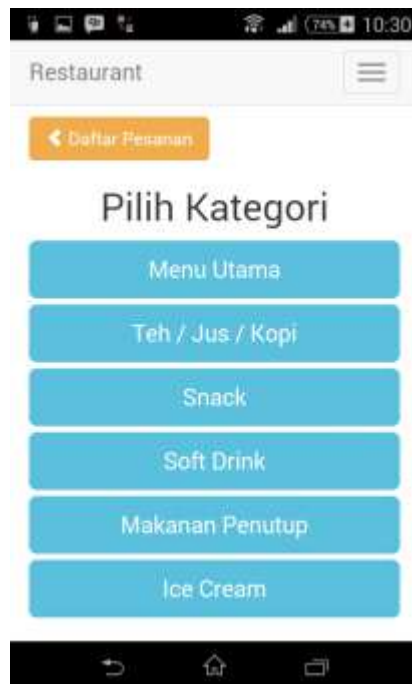 74% 10:30
Restaurant
Daftar Pesanan
Pilih Kategori
Menu Utama
Teh / Jus / Kopi
Snack
Soft Drink
Makanan Penutup
Ice Cream